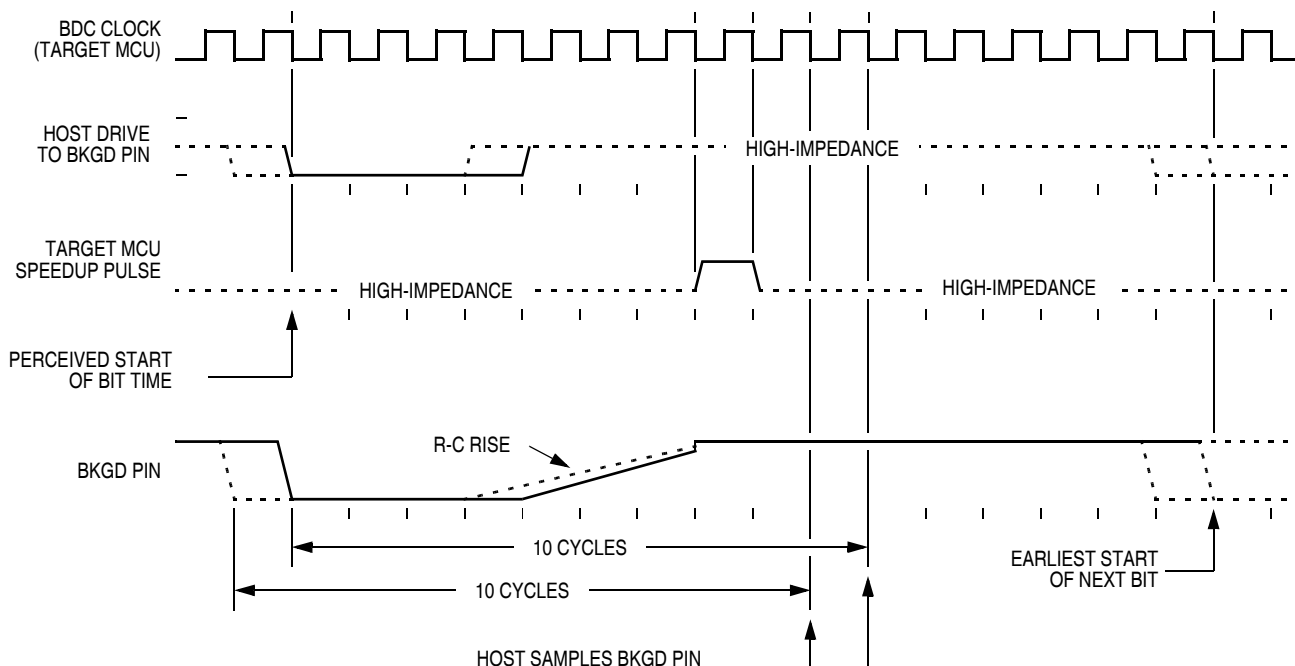 BDC CLOCK
(TARGET MCU)
HOST DRIVE
TO BKGD PIN
HIGH-IMPEDANCE
TARGET MCU
SPEEDUP PULSE
HIGH-IMPEDANCE
HIGH-IMPEDANCE
PERCEIVED START
OF BIT TIME
R-C RISE
BKGD PIN
10 CYCLES
EARLIEST START
OF NEXT BIT
10 CYCLES
HOST SAMPLES BKGD PIN